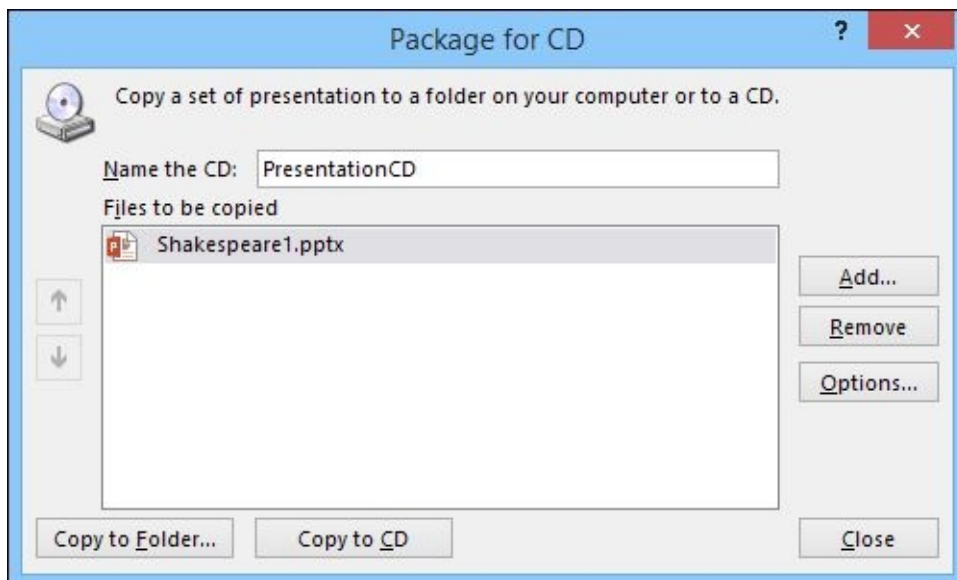 Package for CD
?
Copy a set of presentation to a folder on your computer or to a CD.
Name the CD: PresentationCD
Files to be copied
Shakespeare1.pptx
Add...
Remove
Options...
Copy to Folder... Copy to CD Close